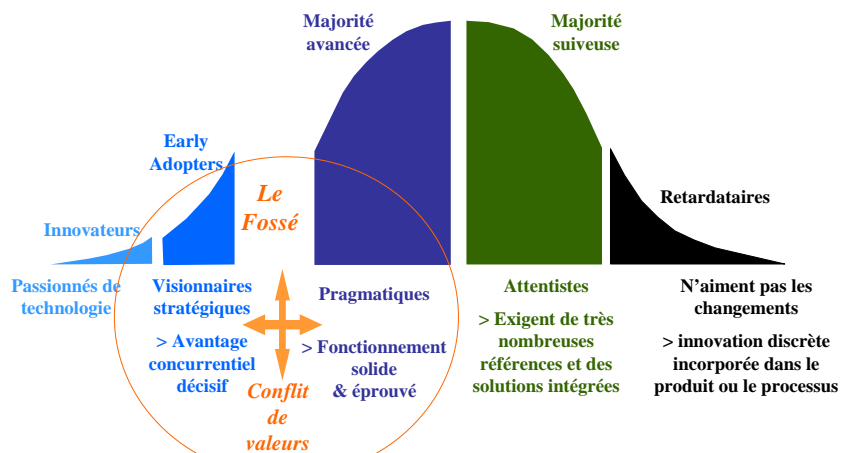 Majorité
avancée
Majorité
suiveuse
Early
Adopters
Le
Fossé
Innovateurs
Retardataires
Passionnés de
technologie
Visionnaires
stratégiques
> Avantage
concurrentiel
décisif
Pragmatiques
> Fonctionnement
solide
& éprouvé
Conflit
de
valeurs
Attentistes
> Exigent de très
nombreuses
références et des
solutions intégrées
N’aiment pas les
changements
> innovation discrète
incorporée dans le
produit ou le processus